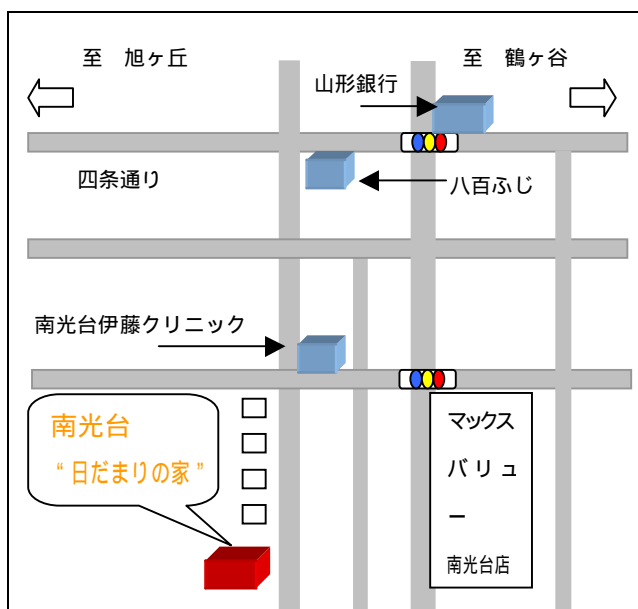 至 旭ヶ丘
至 鶴ヶ谷
山形銀行
四条通り
八百ふじ
南光台伊藤クリニック
南光台
“日だまりの家”
マックス
バリュ
ー
南光台店